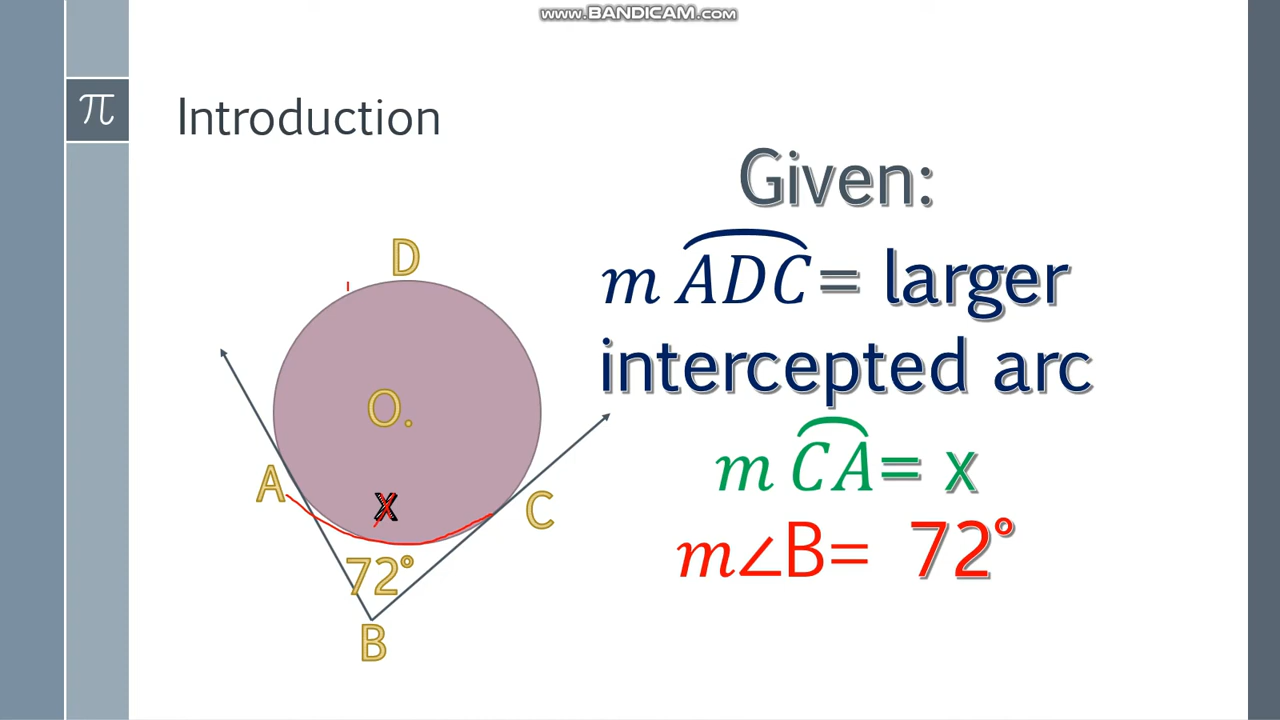 www.BANDICAM.com
π
Introduction
Given:
m ADC= larger
intercepted arc
m CA= x
m∠B= 72°
D
O.
A
x
C
72°
B